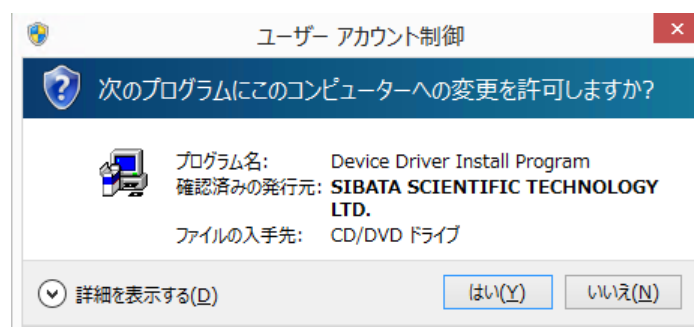 ユーザー アカウント制御
次のプログラムにこのコンピューターへの変更を許可しますか?
プログラム名: Device Driver Install Program
確認済みの発行元: SIBATA SCIENTIFIC TECHNOLOGY
LTD.
ファイルの入手先: CD/DVD ドライブ
詳細を表示する(D) はい(Y) いいえ(N)